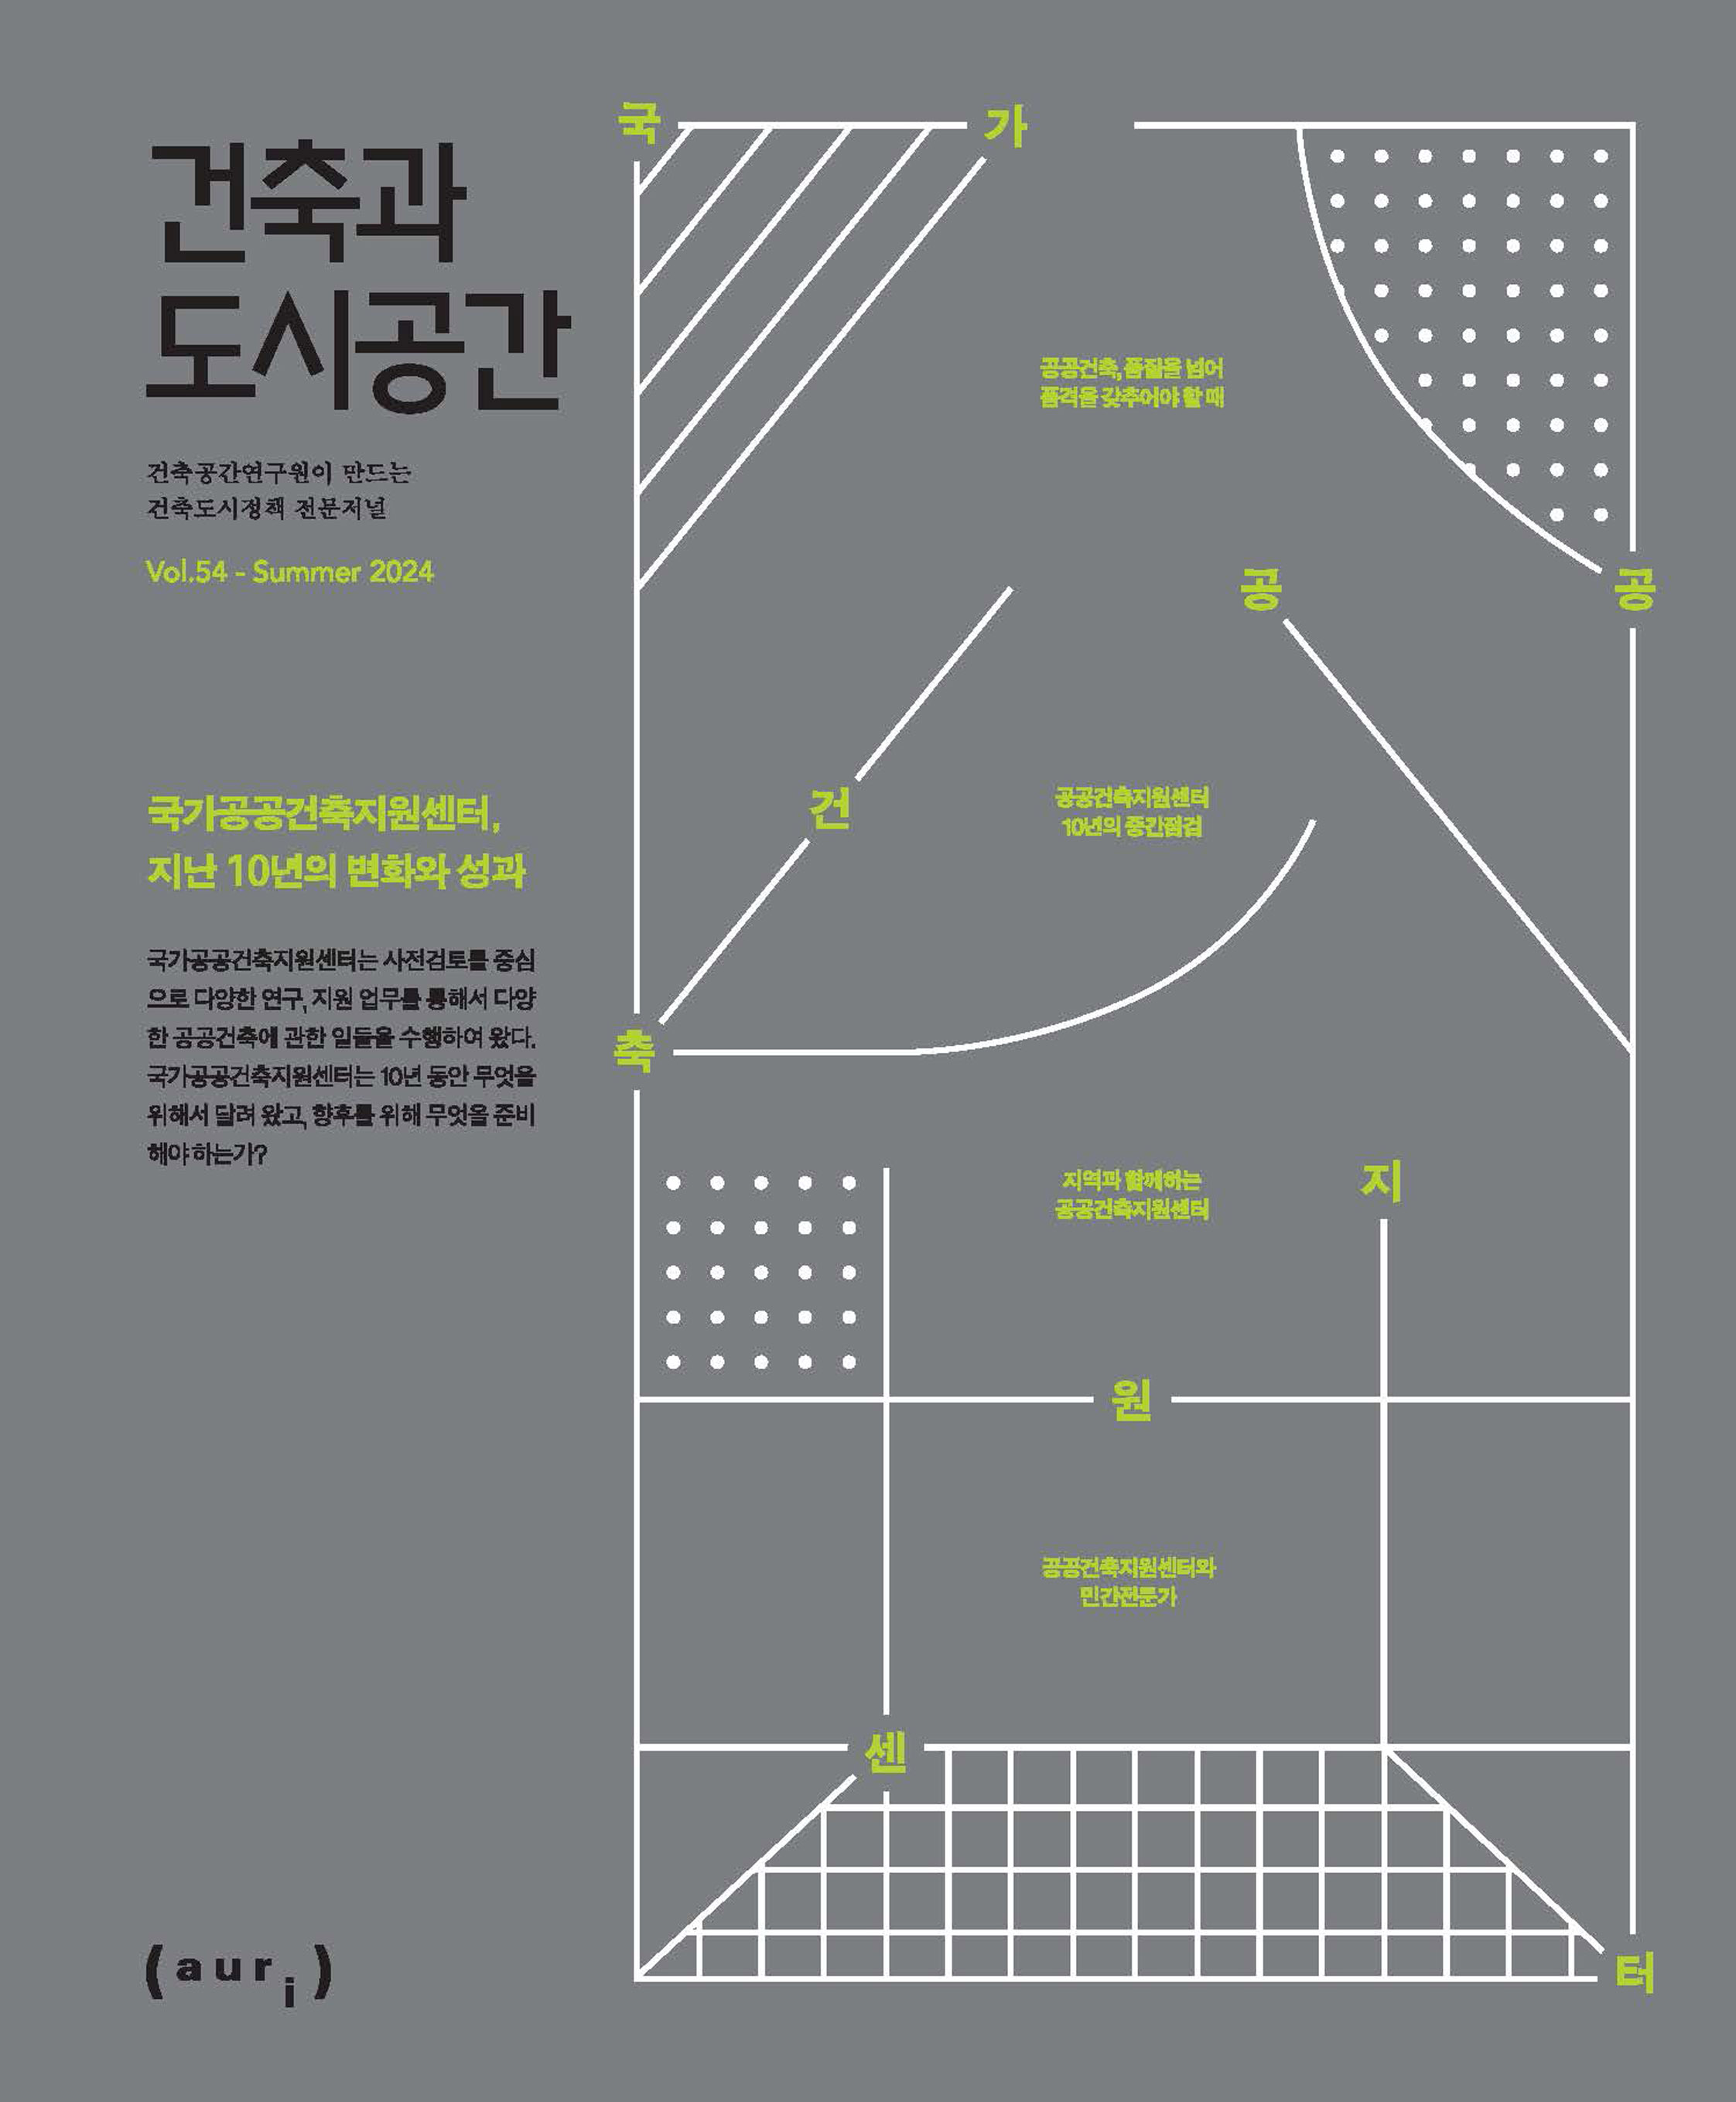 건축과
도시공간
건축공간연구원이 만드는
건축도시정책 전문저널
Vol.54 - Summer 2024
국가공공건축지원센터,
지난 10년의 변화와 성과
국가공공건축지원센터는 사전검토를 중심
으로 다양한 연구, 지원 업무를 통해서 다양
한 공공건축에 관한 일들을 수행하여 왔다.
국가공공건축지원센터는 10년 동안 무엇을
위해서 달려 왔고, 향후를 위해 무엇을 준비
해야 하는가?
(auri)
국
가
공공건축, 품질을 넘어
품격을 갖추어야 할 때
공
공
건
공공건축지원센터
10년의 중간점검
축
지역과 함께하는
공공건축지원센터
지
원
공공건축지원센터와
민간전문가
센
터